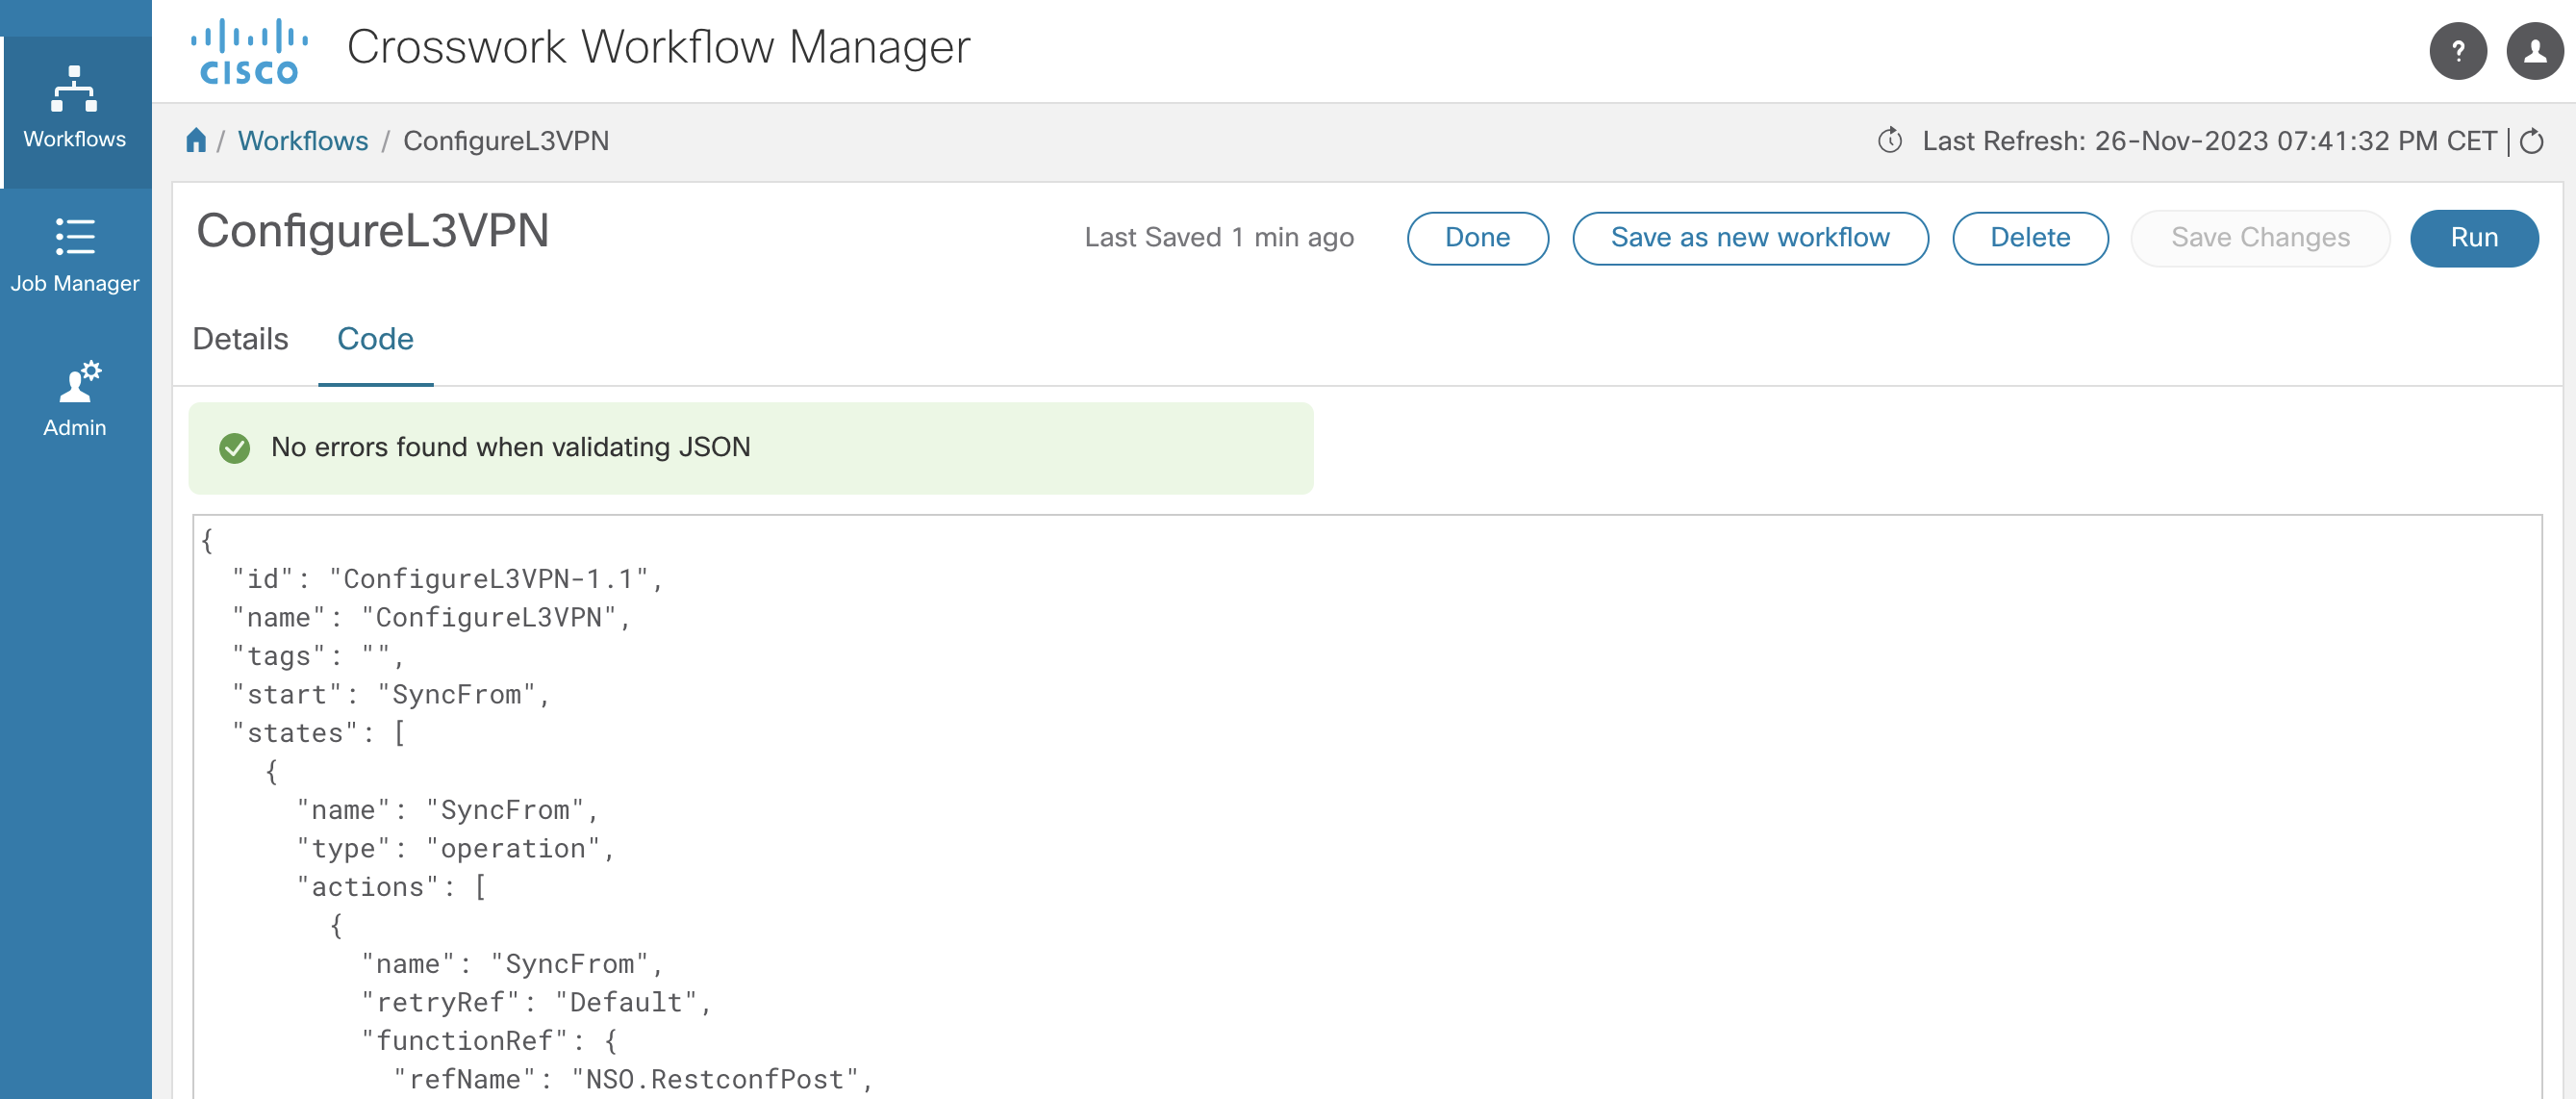 CISCO
Crosswork Workflow Manager
?
Workflows
Job Manager
Admin
/ Workflows / ConfigureL3VPN
Last Refresh: 26-Nov-2023 07:41:32 PM CET |
ConfigureL3VPN
Last Saved 1 min ago
Done
Save as new workflow
Delete
Save Changes
Run
Details
Code
No errors found when validating JSON
{
  "id": "ConfigureL3VPN-1.1",
  "name": "ConfigureL3VPN",
  "tags": "",
  "start": "SyncFrom",
  "states": [
    {
      "name": "SyncFrom",
      "type": "operation",
      "actions": [
        {
          "name": "SyncFrom",
          "retryRef": "Default",
          "functionRef": {
            "refName": "NSO.RestconfPost",